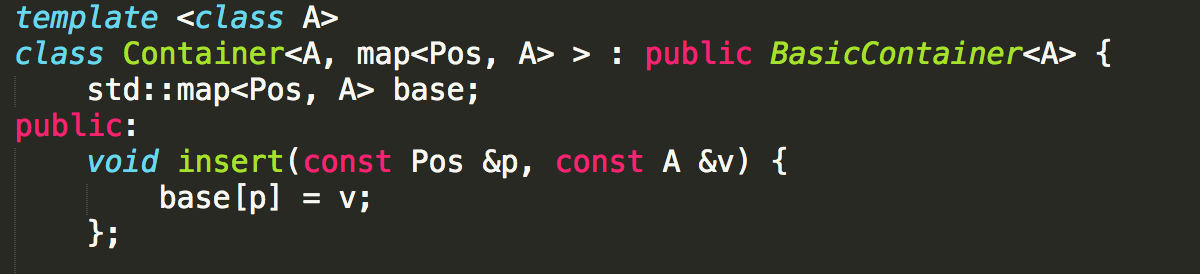 template <class A>
class Container<A, map<Pos, A> > : public BasicContainer<A> {
    std::map<Pos, A> base;
public:
    void insert(const Pos &p, const A &v) {
        base[p] = v;
    };